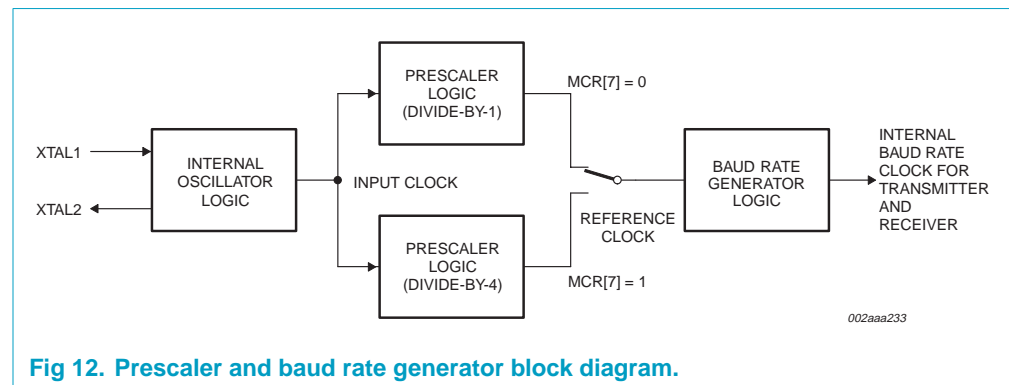 XTAL1
XTAL2
INTERNAL
OSCILLATOR
LOGIC
INPUT CLOCK
PRESCALER
LOGIC
(DIVIDE-BY-1)
MCR[7] = 0
PRESCALER
LOGIC
(DIVIDE-BY-4)
MCR[7] = 1
REFERENCE
CLOCK
BAUD RATE
GENERATOR
LOGIC
INTERNAL
BAUD RATE
CLOCK FOR
TRANSMITTER
AND
RECEIVER
002aaa233
Fig 12. Prescaler and baud rate generator block diagram.